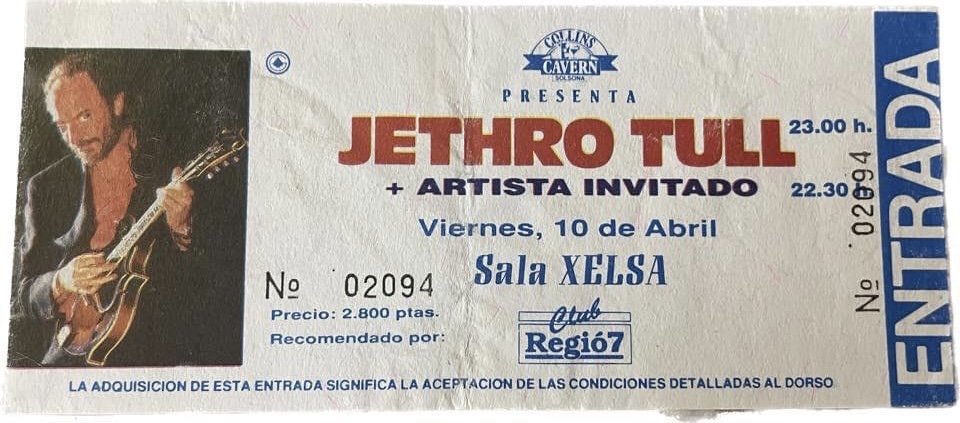 COLLINS
CAVERN
SOLSONA
PRESENTA
JETHRO TULL 23.00 h.
+ ARTISTA INVITADO 22.30
Viernes, 10 de Abril
Sala XELSA
Nº 02094
Precio: 2.800 ptas.
Recomendado por:
Club
Regió7
LA ADQUISICION DE ESTA ENTRADA SIGNIFICA LA ACEPTACION DE LAS CONDICIONES DETALLADAS AL DORSO
Nº 02094
ENTRADA